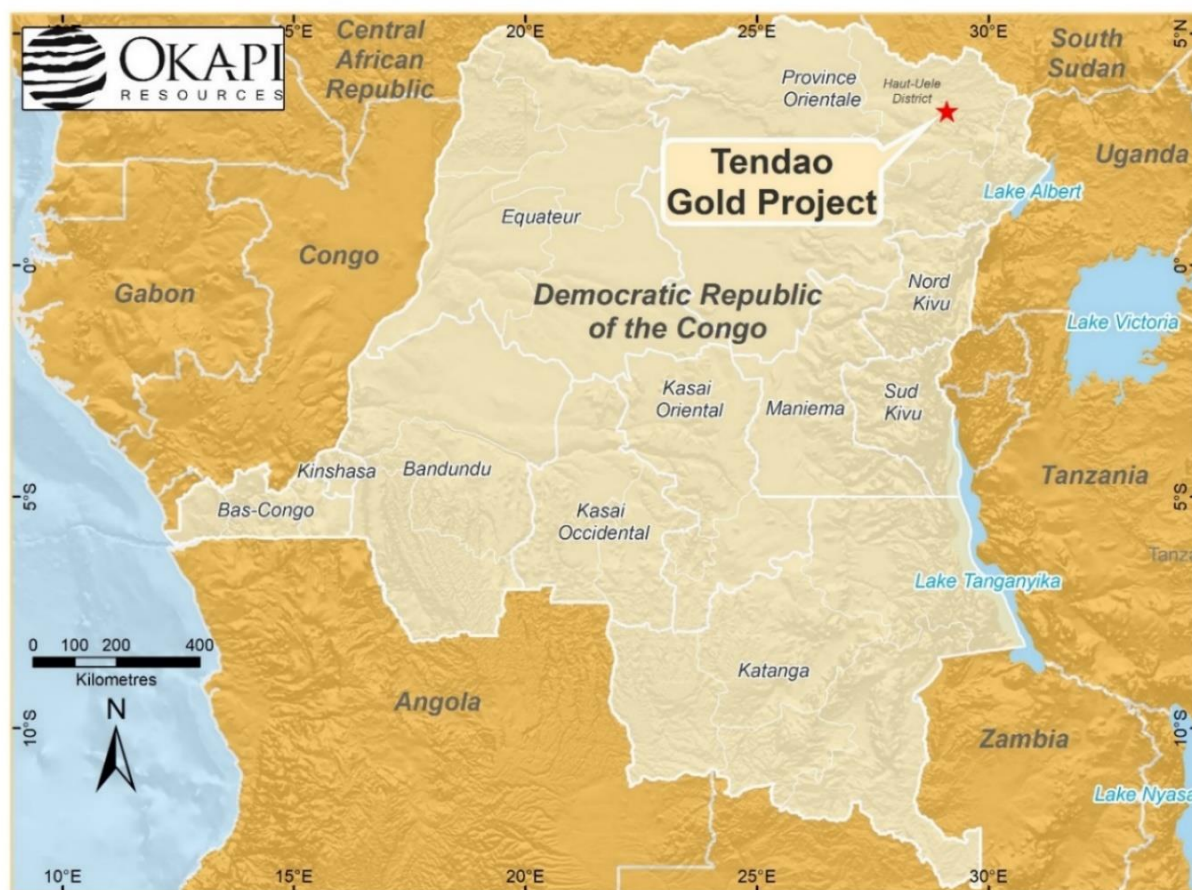 OKAPI
RESOURCES
Central
African
Republic
20°E
25°E
30°E
5°N
South
Sudan
Province
Orientale
Haut-Uele
District
Tendao
Gold Project
Uganda
Lake Albert
Equateur
Congo
Gabon
0°
0°
Democratic Republic
of the Congo
Nord
Kivu
Lake Victoria
Kasai
Oriental
Maniema
Sud
Kivu
Kinshasa
Bandundu
Tanzania
5°S
5°S
Bas-Congo
Kasai
Occidental
Tanza
Lake Tanganyika
0 100 200 400
Kilometres
N
Katanga
Angola
10°S
10°S
Zambia
Lake Nyasa
10°E
15°E
20°E
25°E
30°E